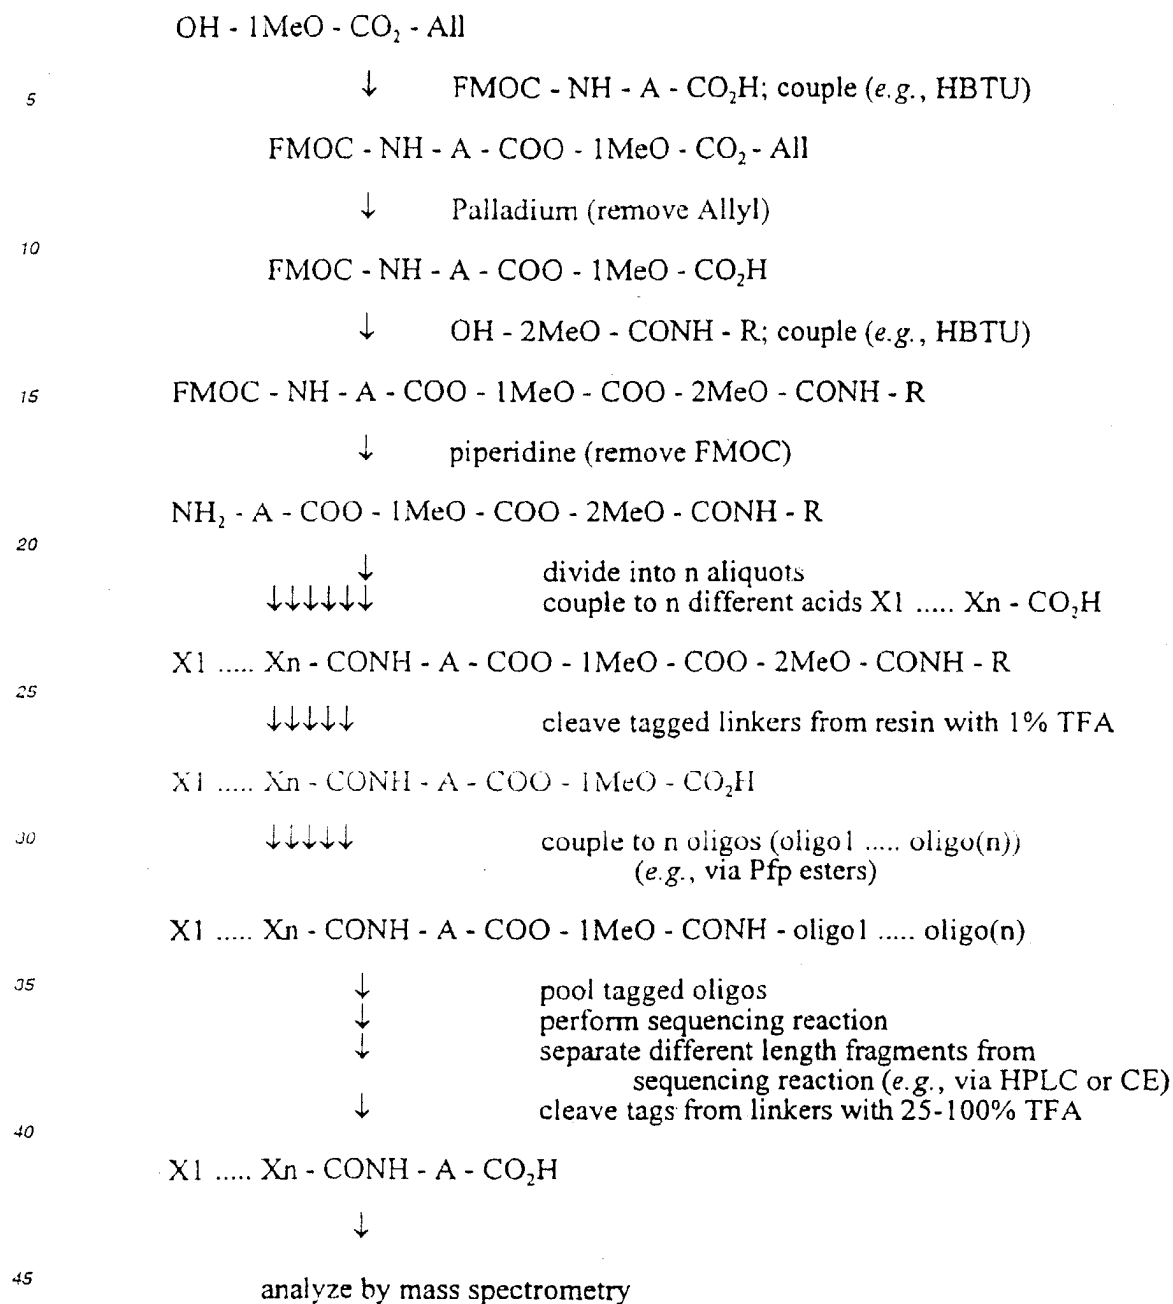 OH - 1MeO - CO₂ - All
5 ↓ FMOC - NH - A - CO₂H; couple (e.g., HBTU)
FMOC - NH - A - COO - 1MeO - CO₂ - All
↓ Palladium (remove Allyl)
10
FMOC - NH - A - COO - 1MeO - CO₂H
↓ OH - 2MeO - CONH - R; couple (e.g., HBTU)
15 FMOC - NH - A - COO - 1MeO - COO - 2MeO - CONH - R
↓ piperidine (remove FMOC)
NH₂ - A - COO - 1MeO - COO - 2MeO - CONH - R
20
↓ divide into n aliquots
↓↓↓↓↓↓ couple to n different acids X1 ..... Xn - CO₂H
X1 ..... Xn - CONH - A - COO - 1MeO - COO - 2MeO - CONH - R
25
↓↓↓↓↓ cleave tagged linkers from resin with 1% TFA
X1 ..... Xn - CONH - A - COO - 1MeO - CO₂H
30 ↓↓↓↓↓ couple to n oligos (oligo1 ..... oligo(n))
(e.g., via Pfp esters)
X1 ..... Xn - CONH - A - COO - 1MeO - CONH - oligo1 ..... oligo(n)
35 ↓ pool tagged oligos
↓ perform sequencing reaction
↓ separate different length fragments from
sequencing reaction (e.g., via HPLC or CE)
↓ cleave tags from linkers with 25-100% TFA
40
X1 ..... Xn - CONH - A - CO₂H
↓
45 analyze by mass spectrometry